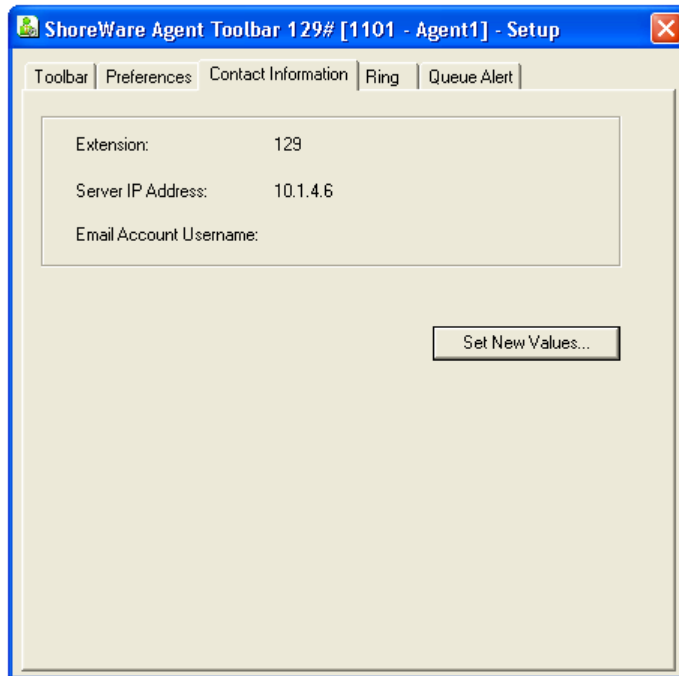 ShoreWare Agent Toolbar 129# [1101 - Agent1] - Setup
Toolbar Preferences Contact Information Ring Queue Alert
Extension: 129
Server IP Address: 10.1.4.6
Email Account Username:
Set New Values...